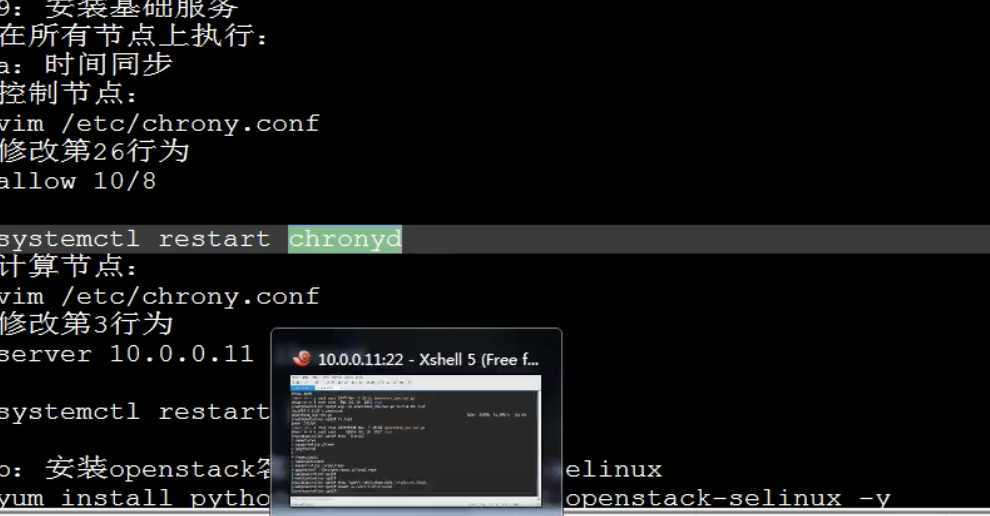 9：安装基础服务
在所有节点上执行：
a：时间同步
控制节点：
vim /etc/chrony.conf
修改第26行为
allow 10/8
systemctl restart chronyd
计算节点：
vim /etc/chrony.conf
修改第3行为
server 10.0.0.11
10.0.0.11:22 - Xshell 5 (Free f...
systemctl restart
：安装openstack客 selinux
yum install pytho openstack-selinux -y